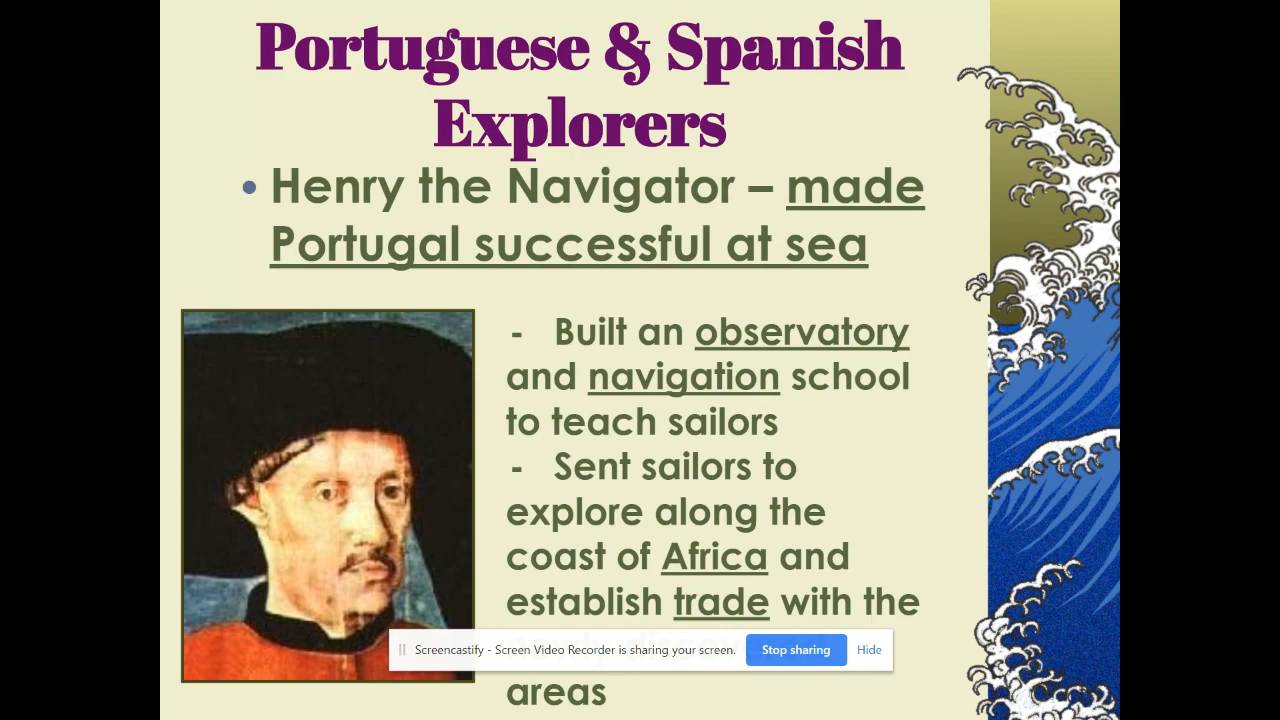 Portuguese & Spanish
Explorers
• Henry the Navigator – made
Portugal successful at sea
- Built an observatory
and navigation school
to teach sailors
- Sent sailors to
explore along the
coast of Africa and
establish trade with the
Screencastify - Screen Video Recorder is sharing your screen. Stop sharing Hide
areas